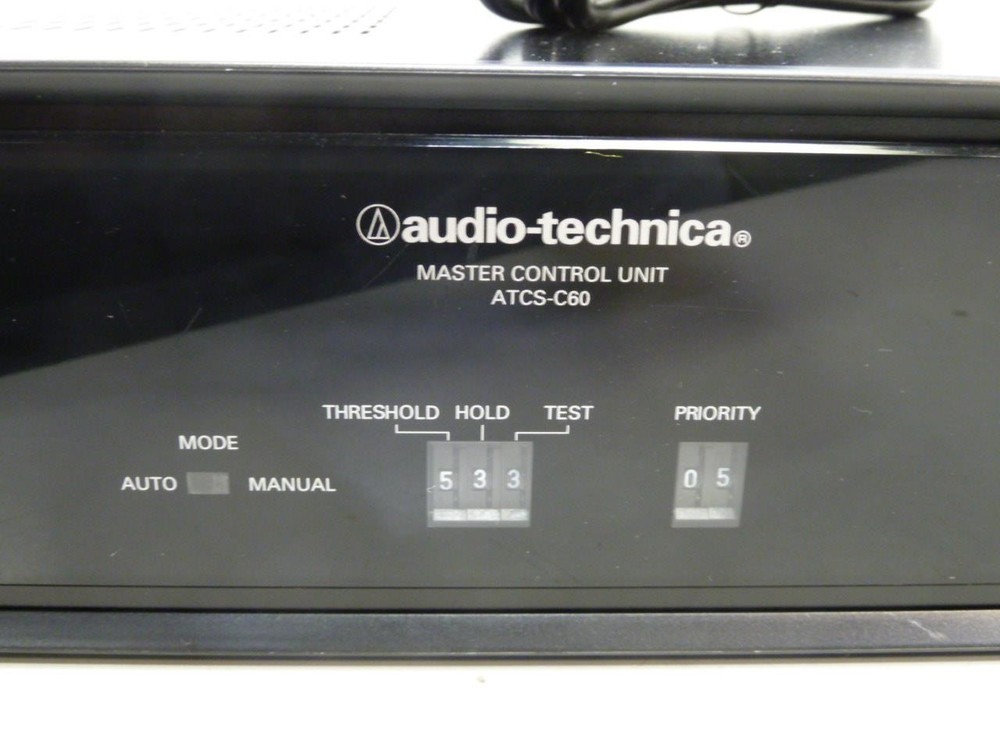 audio-technica®
MASTER CONTROL UNIT
ATCS-C60
THRESHOLD HOLD TEST PRIORITY
MODE
AUTO MANUAL
5 3 3 0 5